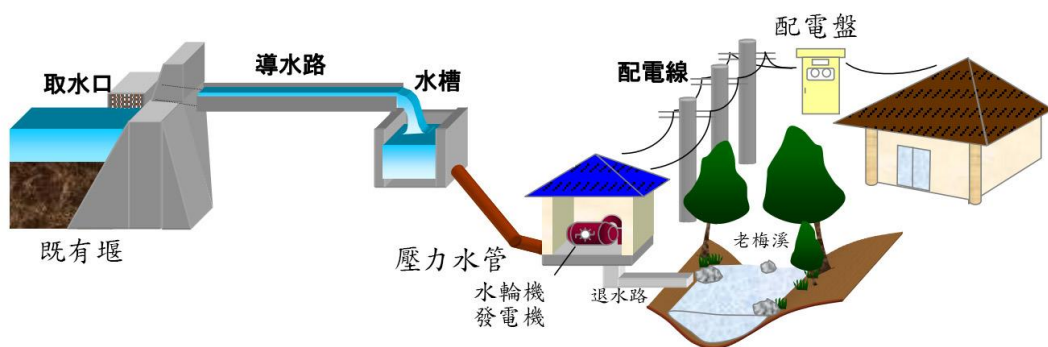 配電盤
取水口
導水路
水槽
配電線
既有堰
壓力水管
老梅溪
水輪機
發電機
退水路